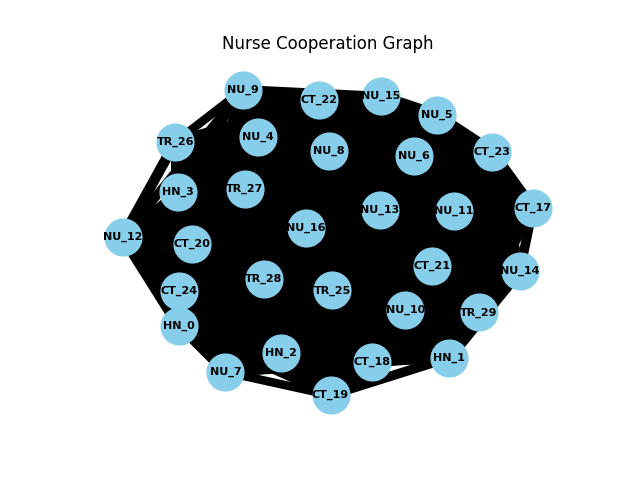 Nurse Cooperation Graph
NU_9
CT_22
NU_15
NU_5
TR_26
NU_4
NU_8
NU_6
CT_23
HN_3
TR_27
NU_13
NU_11
CT_17
NU_12
CT_20
NU_16
CT_21
NU_14
CT_24
TR_28
TR_25
NU_10
TR_29
HN_0
HN_2
CT_18
HN_1
NU_7
CT_19